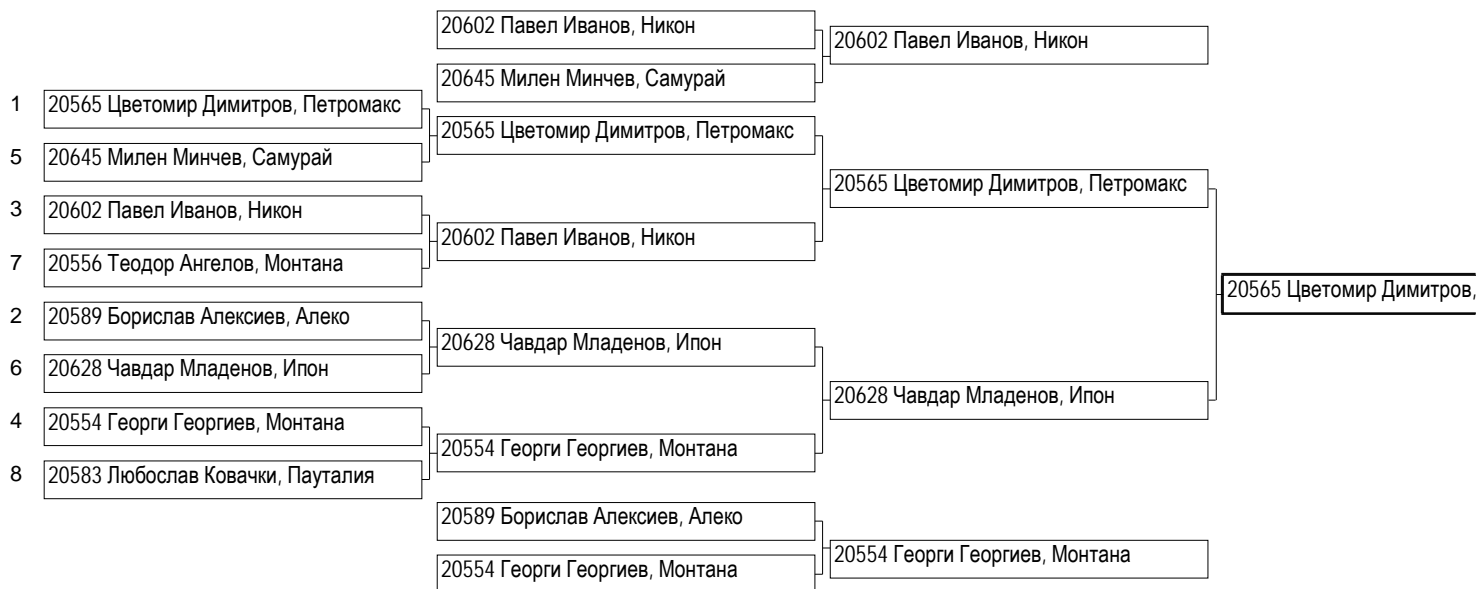 20602 Павел Иванов, Никон
20602 Павел Иванов, Никон
20645 Милен Минчев, Самурай
1 20565 Цветомир Димитров, Петромакс
20565 Цветомир Димитров, Петромакс
5 20645 Милен Минчев, Самурай
20565 Цветомир Димитров, Петромакс
3 20602 Павел Иванов, Никон
20602 Павел Иванов, Никон
7 20556 Теодор Ангелов, Монтана
20565 Цветомир Димитров,
2 20589 Борислав Алексиев, Алеко
20628 Чавдар Младенов, Ипон
6 20628 Чавдар Младенов, Ипон
20628 Чавдар Младенов, Ипон
4 20554 Георги Георгиев, Монтана
20554 Георги Георгиев, Монтана
8 20583 Любослав Ковачки, Пауталия
20589 Борислав Алексиев, Алеко
20554 Георги Георгиев, Монтана
20554 Георги Георгиев, Монтана